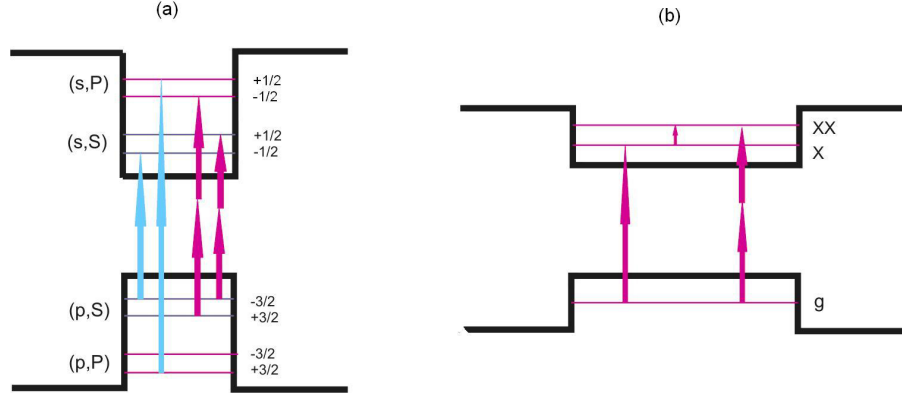 (a)
(s,P)
+1/2
-1/2
(s,S)
+1/2
-1/2
(p,S)
-3/2
+3/2
(p,P)
-3/2
+3/2
(b)
XX
X
g